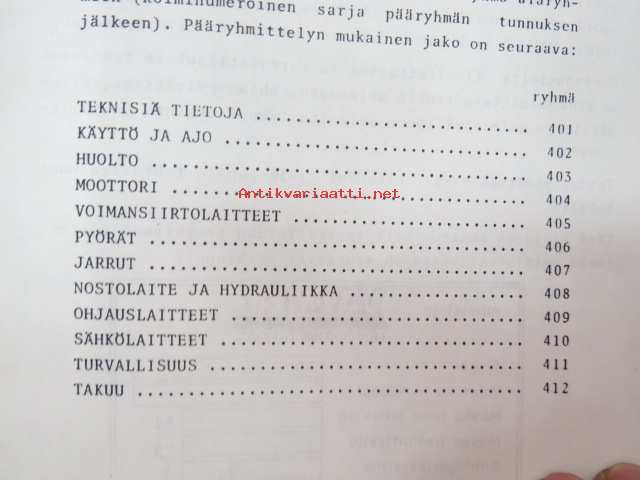 (kolminumeroinen sarja pääryhmän tunnuksen
jälkeen). Pääryhmittelyn mukainen jako on seuraava:
ryhmä
TEKNISIÄ TIETOJA .............................. 401
KÄYTTÖ JA AJO ................................. 402
HUOLTO ........................................ 403
MOOTTORI ...................................... 404
Antikvariaatti.net
VOIMANSIIRTOLAITTEET .......................... 405
PYÖRÄT ........................................ 406
JARRUT ........................................ 407
NOSTOLAITE JA HYDRAULIIKKA .................... 408
OHJAUSLAITTEET ................................ 409
SÄHKÖLAITTEET ................................. 410
TURVALLISUUS .................................. 411
TAKUU ......................................... 412